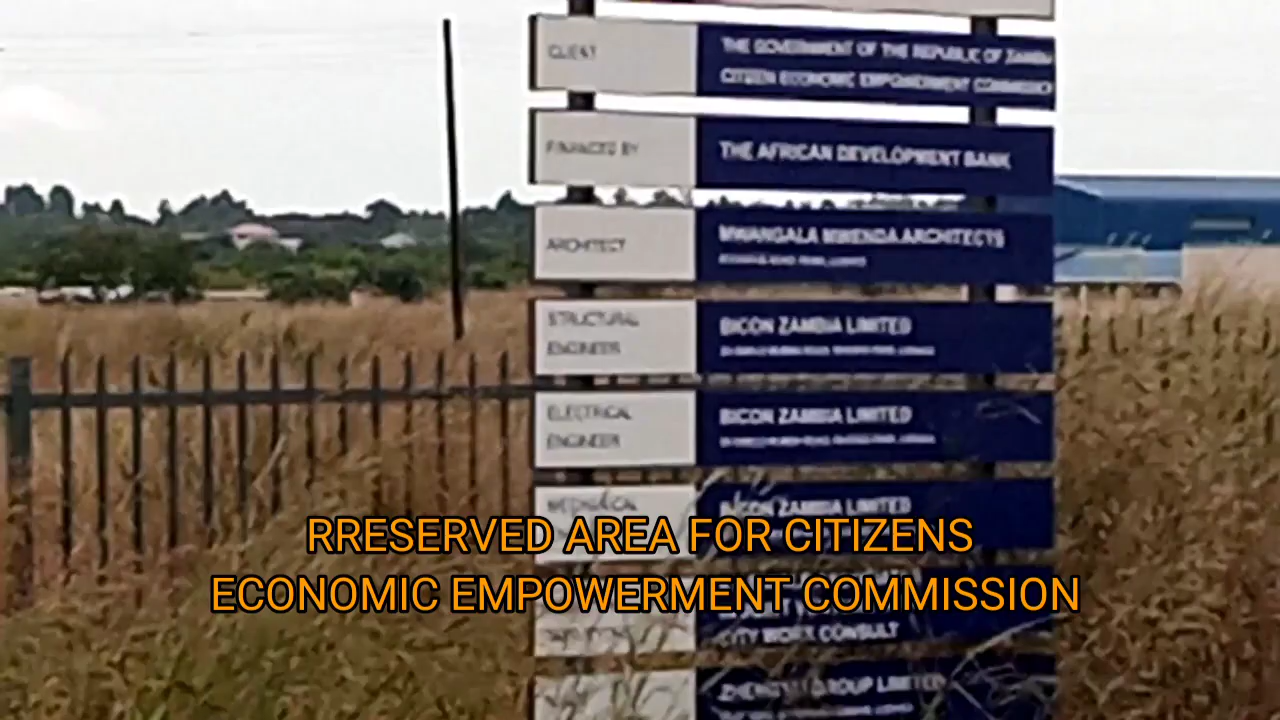 CLIENT
THE GOVERNMENT OF THE REPUBLIC OF ZAMBIA
CITIZEN ECONOMIC EMPOWERMENT COMMISSION
FINANCED BY
THE AFRICAN DEVELOPMENT BANK
ARCHITECT
MWANGALA MWENDA ARCHITECTS
STRUCTURAL
ENGINEER
BICON ZAMBIA LIMITED
ELECTRICAL
ENGINEER
BICON ZAMBIA LIMITED
MECHANICAL
BICON ZAMBIA LIMITED
RRESERVED AREA FOR CITIZENS
ECONOMIC EMPOWERMENT COMMISSION
CITY WORK CONSULT
GROUP LIMITED